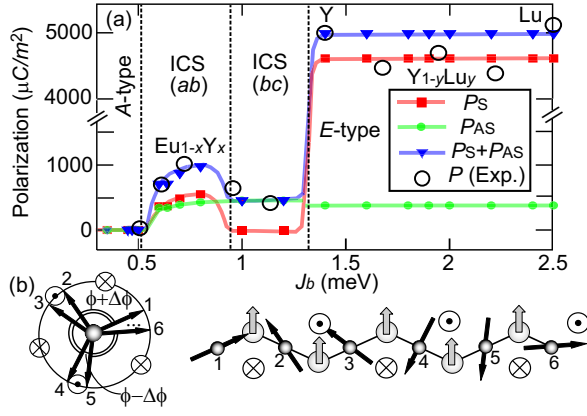 (a)
Polarization (μC/m²)
5000
4000
1000
0
A-type
ICS
(ab)
ICS
(bc)
E-type
Eu1-xYx
Y
Lu
Y1-yLuy
PS
PAS
PS+PAS
P (Exp.)
0.5 1 1.5 2 2.5
Jb (meV)
(b)
2
3
1
...
6
4
5
ϕ+Δϕ
ϕ−Δϕ
1 2 3 4 5 6